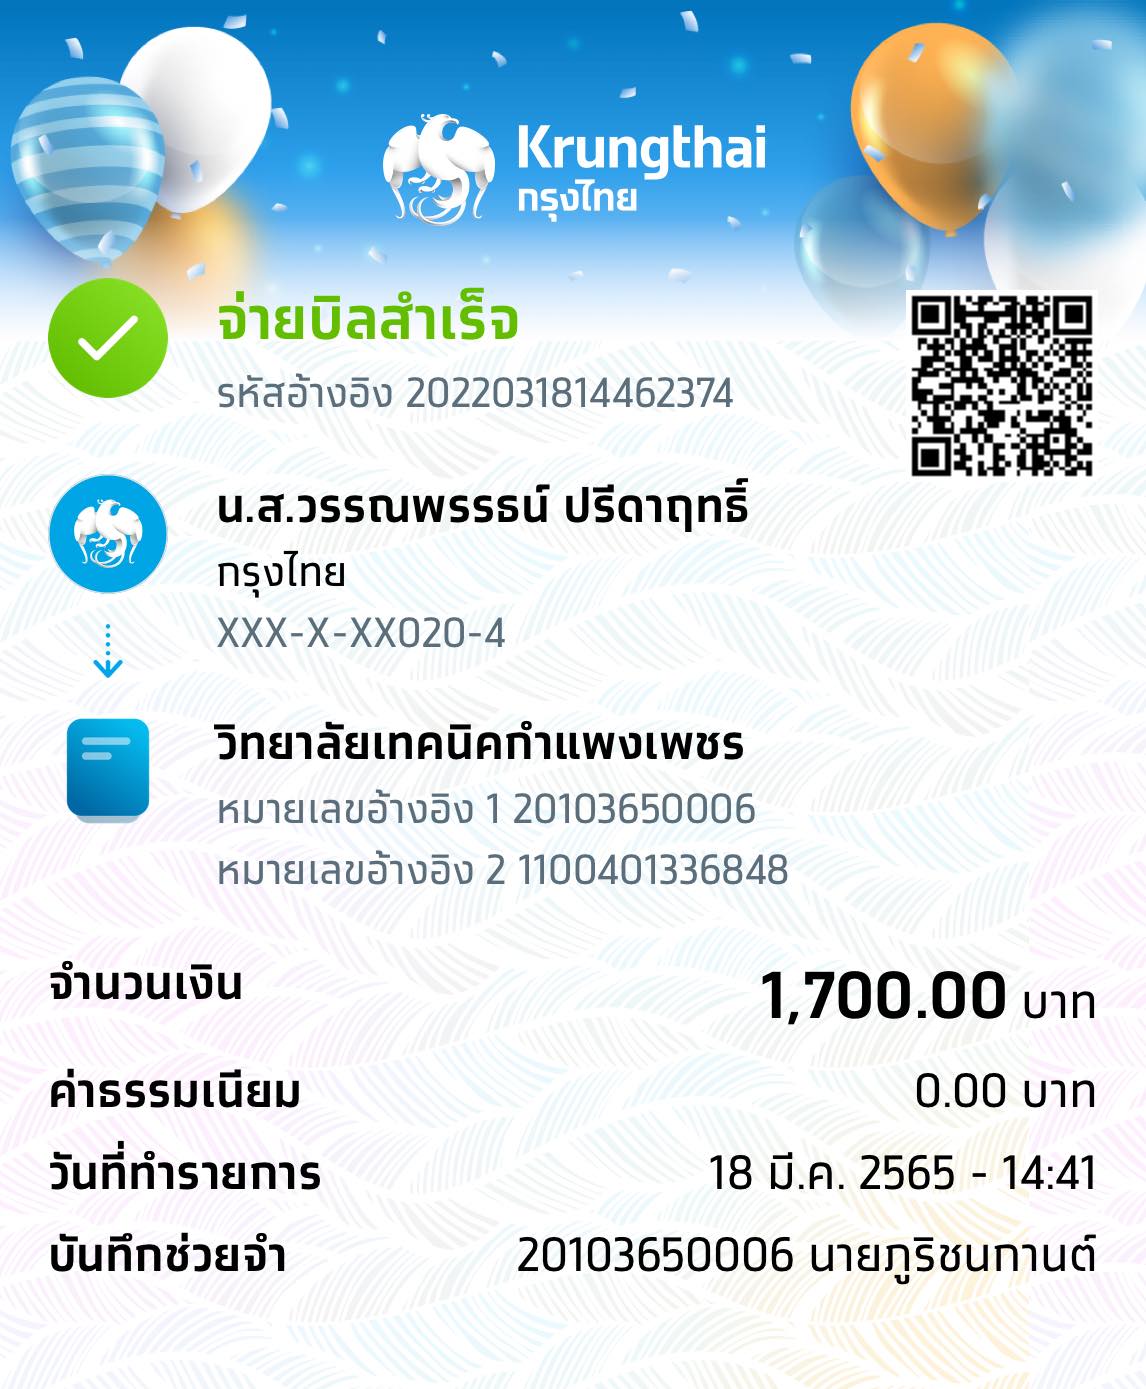 Krungthai
กรุงไทย
จ่ายบิลสำเร็จ
รหัสอ้างอิง 2022031814462374
น.ส.วรรณพรรธน์ ปรีดาฤทธิ์
กรุงไทย
XXX-X-XX020-4
วิทยาลัยเทคนิคกำแพงเพชร
หมายเลขอ้างอิง 1 20103650006
หมายเลขอ้างอิง 2 1100401336848
จำนวนเงิน 1,700.00 บาท
ค่าธรรมเนียม 0.00 บาท
วันที่ทำรายการ 18 มี.ค. 2565 - 14:41
บันทึกช่วยจำ 20103650006 นายภูริชนกานต์